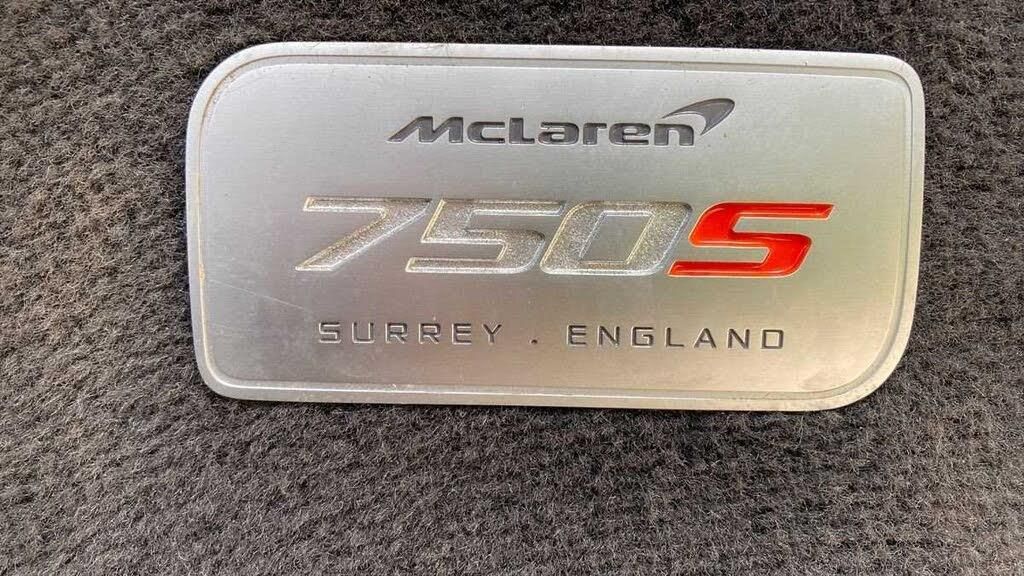 McLaren
750S
SURREY . ENGLAND